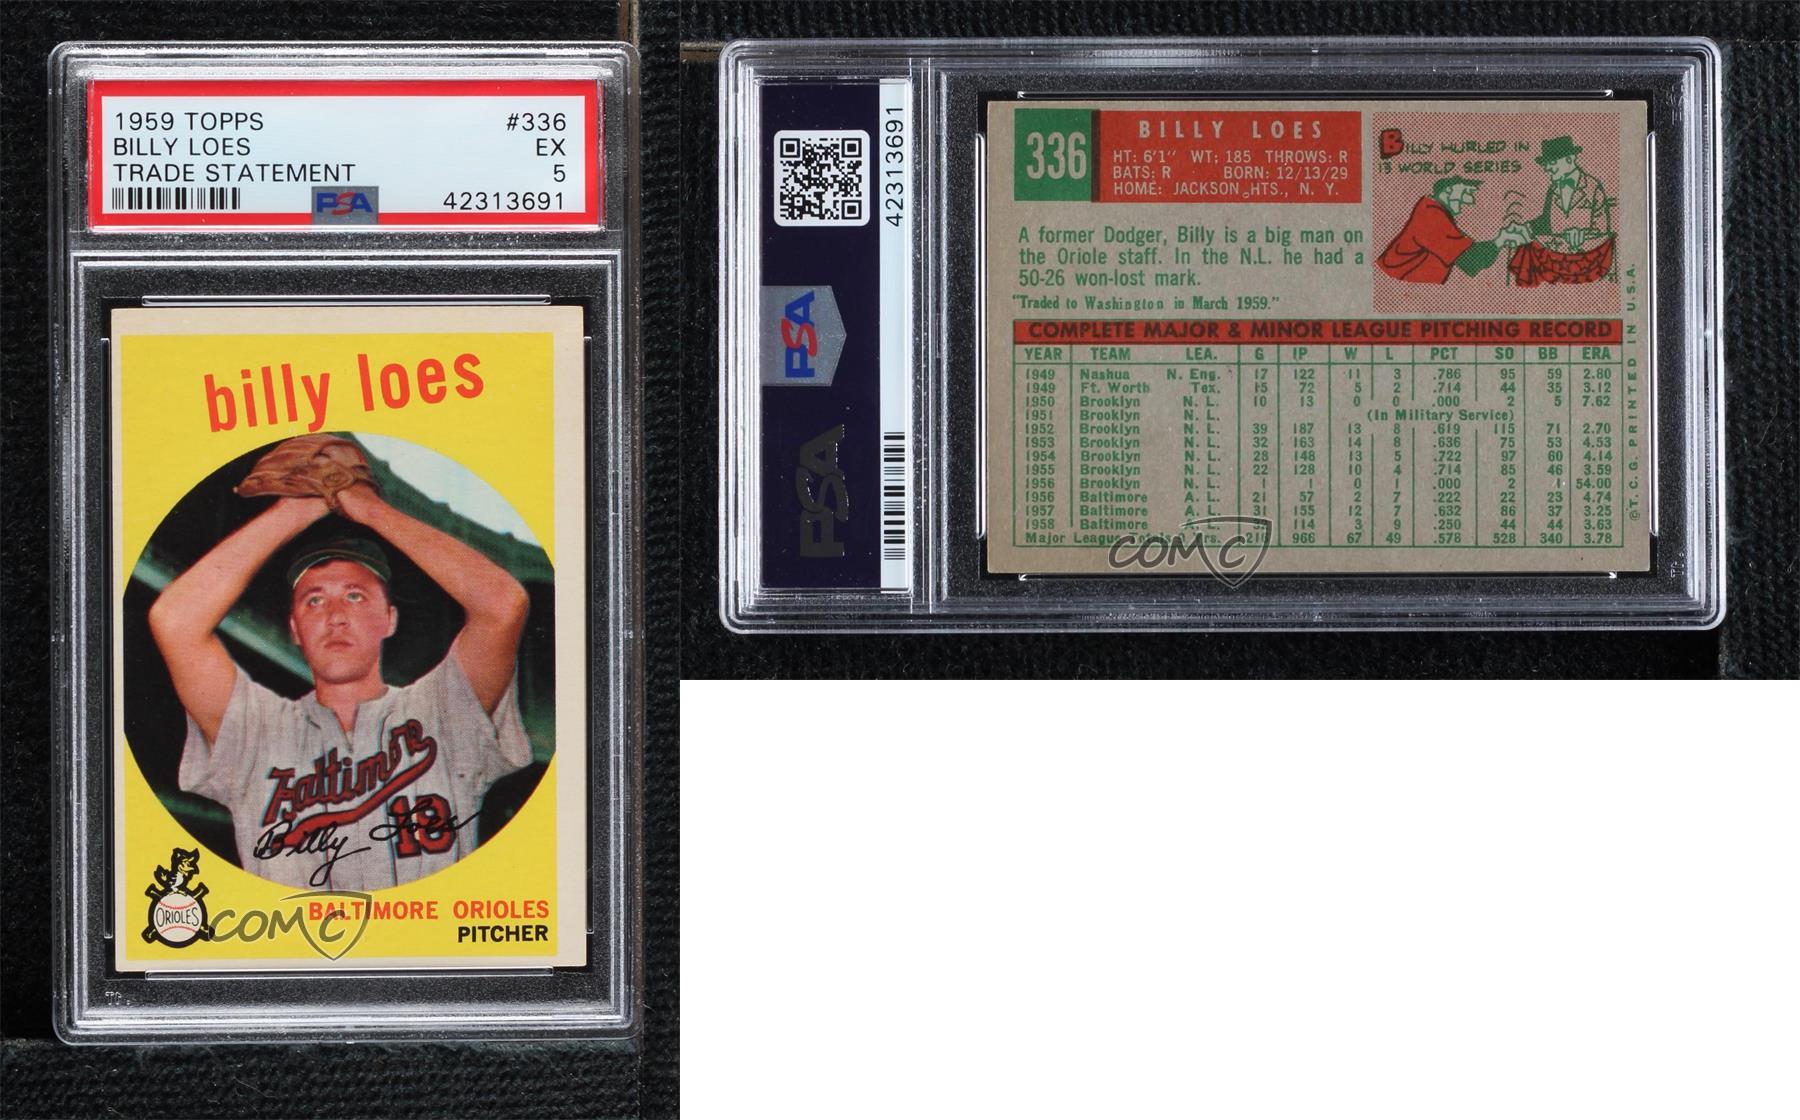 1959 TOPPS #336
BILLY LOES EX
TRADE STATEMENT 5
PSA 42313691
billy loes
Baltimore
18
Billy Loes
ORIOLES
BALTIMORE ORIOLES
PITCHER
COMC
TG.
42313691
PSA
PSA
336
BILLY LOES
HT: 6'1" WT: 185 THROWS: R
BATS: R BORN: 12/13/29
HOME: JACKSON HTS., N. Y.
BILLY HURLED IN
3 WORLD SERIES
A former Dodger, Billy is a big man on
the Oriole staff. In the N.L. he had a
50-26 won-lost mark.
"Traded to Washington in March 1959."
COMPLETE MAJOR & MINOR LEAGUE PITCHING RECORD
YEAR TEAM LEA. G IP W L PCT SO BB ERA
1949 Nashua N. Eng. 17 122 11 3 .786 95 59 2.80
1949 Ft. Worth Tex. 15 72 5 2 .714 44 35 3.12
1950 Brooklyn N. L. 10 13 0 0 .000 2 5 7.62
1951 Brooklyn N. L. (In Military Service)
1952 Brooklyn N. L. 39 187 13 8 .619 115 71 2.70
1953 Brooklyn N. L. 32 163 14 8 .636 75 53 4.53
1954 Brooklyn N. L. 28 148 13 5 .722 97 60 4.14
1955 Brooklyn N. L. 22 128 10 4 .714 85 46 3.59
1956 Brooklyn N. L. 1 1 0 1 .000 2 1 54.00
1956 Baltimore A. L. 21 57 2 7 .222 22 23 4.74
1957 Baltimore A. L. 31 155 12 7 .632 86 37 3.25
1958 Baltimore A. L. 114 3 9 .250 44 44 3.63
Major League Totals Yrs. 216 966 67 49 .578 528 340 3.78
©T. C. G. PRINTED IN U.S.A.
COMC
TG.